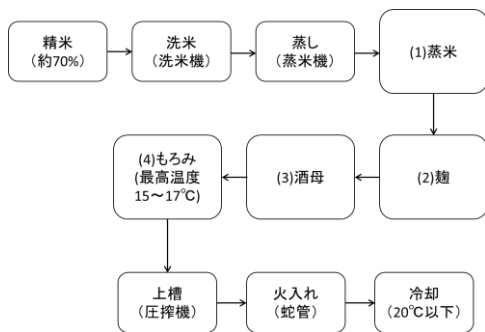 精米
（約70%）
洗米
（洗米機）
蒸し
（蒸米機）
(1)蒸米
(2)麹
(3)酒母
(4)もろみ
(最高温度
15～17℃)
上槽
（圧搾機）
火入れ
（蛇管）
冷却
（20℃以下）